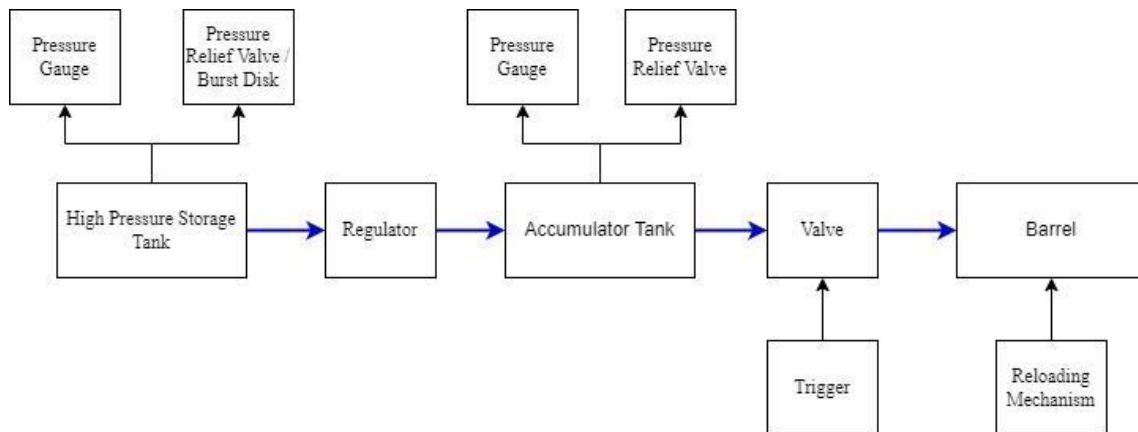 Pressure
Gauge
Pressure
Relief Valve /
Burst Disk
Pressure
Gauge
Pressure
Relief Valve
High Pressure Storage
Tank
Regulator
Accumulator Tank
Valve
Barrel
Trigger
Reloading
Mechanism